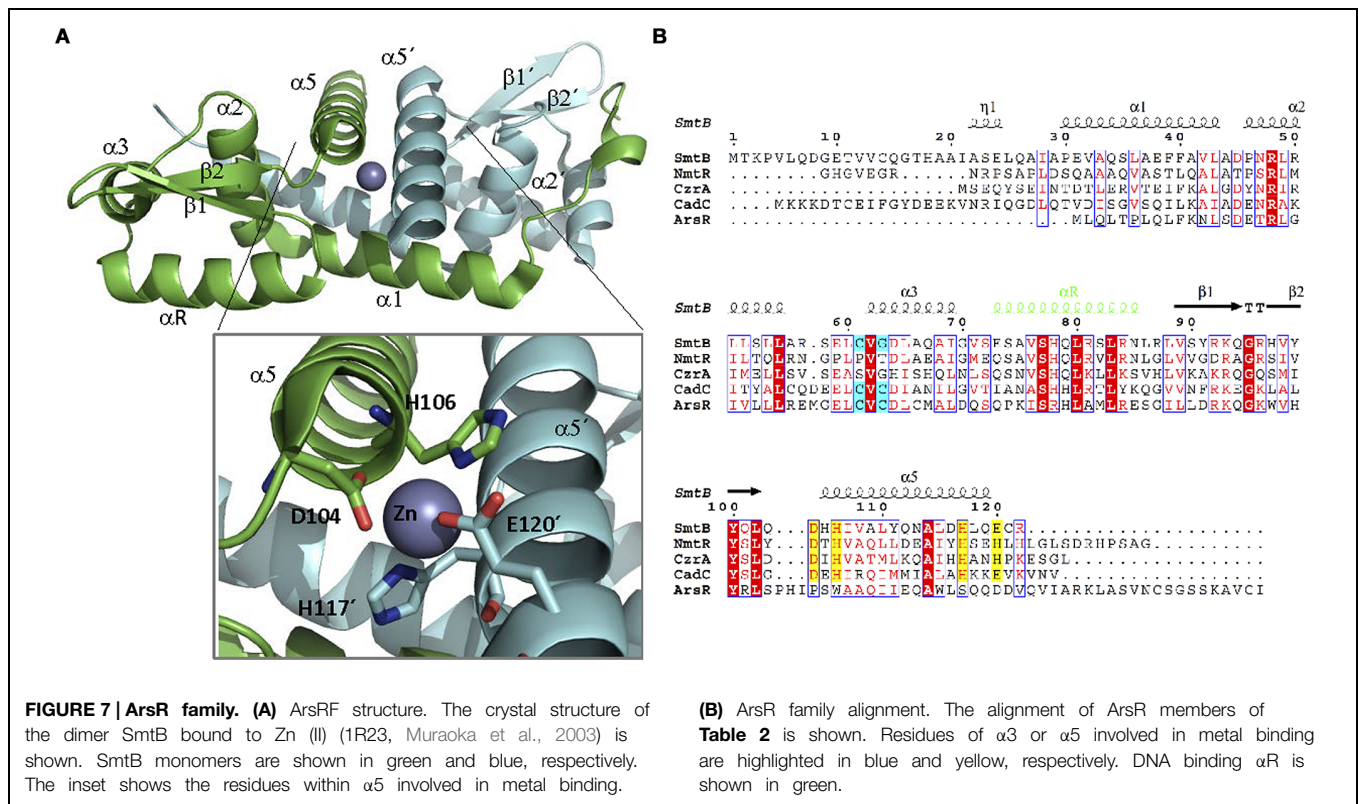 A
B
α5´
α5
β1´
β2´
α2
α3
β2
α2´
β1
α1
αR
α5
H106
α5´
D104
Zn
E120´
H117´
η1 α1 α2
SmtB
1 10 20 30 40 50
SmtB MTKPVLQDGETVVCQGTHAAIASELQAIAPEVAQSLAEFFAVLADPNRLR
NmtR ........GHGVEGR.......NRPSAPLDSQAAQVASTLQALATPSRLM
CzrA ....................MSEQYSEINTDTLERVTEIFKALGDYNRIR
CadC ....MKKKDTCEIFGYDEEKVNRIQGDLQTVDISGVSQILKAIADENRAK
ArsR ..............................MLQLTPLQLFKNLSDETRLG
SmtB α3 αR β1 β2
TT
60 70 80 90
SmtB LLSLLAR.SELCVGDLAQAIGVSESAVSHQLRSLRNLRLVSYRKQGRHVY
NmtR ILTQLRN.GPLPVTDLAEAIGMEQSAVSHQLRVLRNLGLVVGDRAGRSIV
CzrA IMELLSV.SEASVGHISHQLNLSQSNVSHQLKLLKSVHLVKAKRQGQSMI
CadC ITYALCQDEELCVCDIANILGVTIANASHHLRTLYKQGVVNFRKEGKLAL
ArsR IVLLLREMGELCVCDLCMALDQSQPKISRHLAMLRESGILLDRKQGKWVH
SmtB α5
100 110 120
SmtB YQLQ...DHHIVALYQNALDHLQECR.....................
NmtR YSLY...DTHVAQLLDEAIYHSEHLHLGLSDRHPSAG..........
CzrA YSLD...DIHVATMLKQAIHHANHPKESGL.................
CadC YSLG...DEHIRQIMMIALAHKKEVKVNV..................
ArsR YRLSPHIPSWAAQIIEQAWLSQQDDVQVIARKLASVNCSGSSKAVCI
FIGURE 7 | ArsR family. (A) ArsRF structure. The crystal structure of
the dimer SmtB bound to Zn (II) (1R23, Muraoka et al., 2003) is
shown. SmtB monomers are shown in green and blue, respectively.
The inset shows the residues within α5 involved in metal binding.
(B) ArsR family alignment. The alignment of ArsR members of
Table 2 is shown. Residues of α3 or α5 involved in metal binding
are highlighted in blue and yellow, respectively. DNA binding αR is
shown in green.